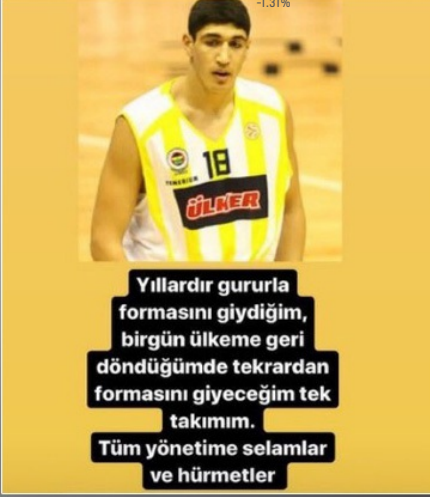 -1.31%
18
ÜLKER
Yıllardır gururla
formasını giydiğim,
birgün ülkeme geri
döndüğümde tekrardan
formasını giyeceğim tek
takımım.
Tüm yönetime selamlar
ve hürmetler